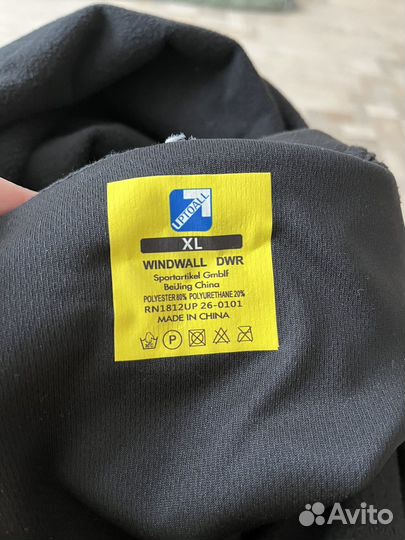 UPTOALL
XL
WINDWALL DWR
Sportartikel Gmblf
BeiJing China
POLYESTER 80% POLYURETHANE 20%
RN1812UP 26-0101
MADE IN CHINA
P
Avito